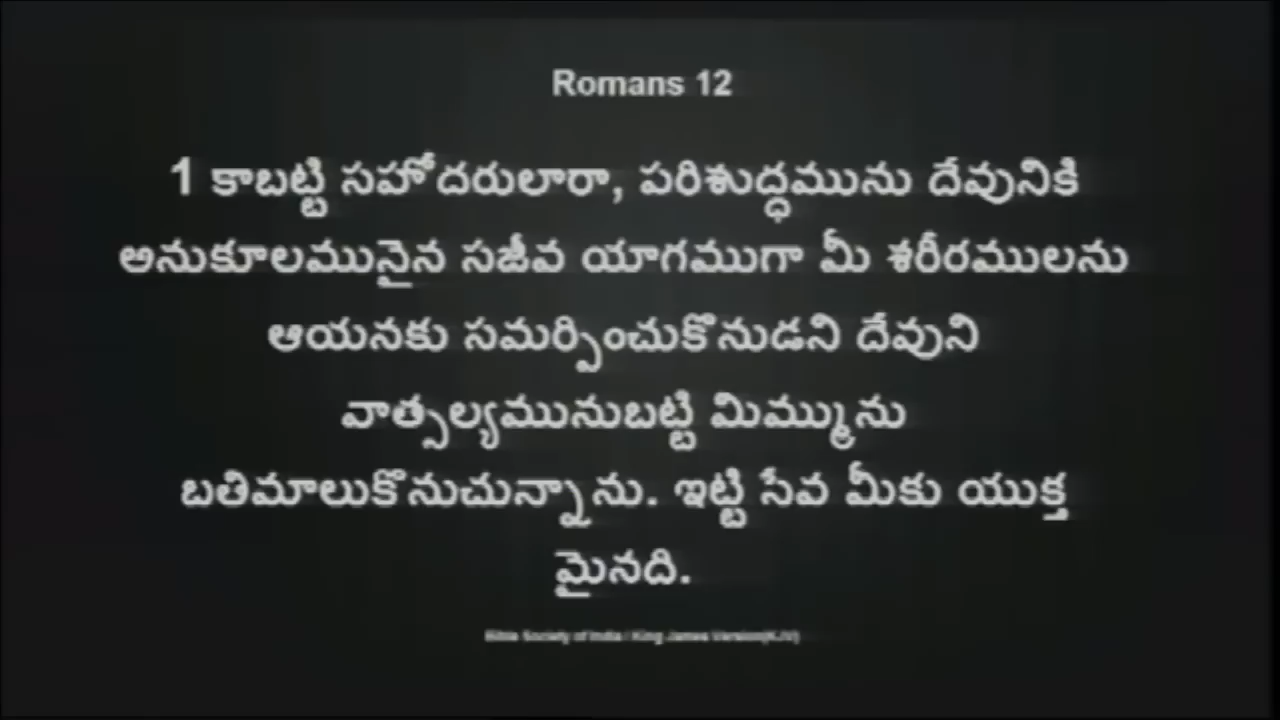 Romans 12
1 కాబట్టి సహోదరులారా, పరిశుద్ధమును దేవునికి
అనుకూలమునైన సజీవ యాగముగా మీ శరీరములను
ఆయనకు సమర్పించుకొనుడని దేవుని
వాత్సల్యమునుబట్టి మిమ్మును
బతిమాలుకొనుచున్నాను. ఇట్టి సేవ మీకు యుక్త
మైనది.
Bible Society of India / King James Version(KJV)